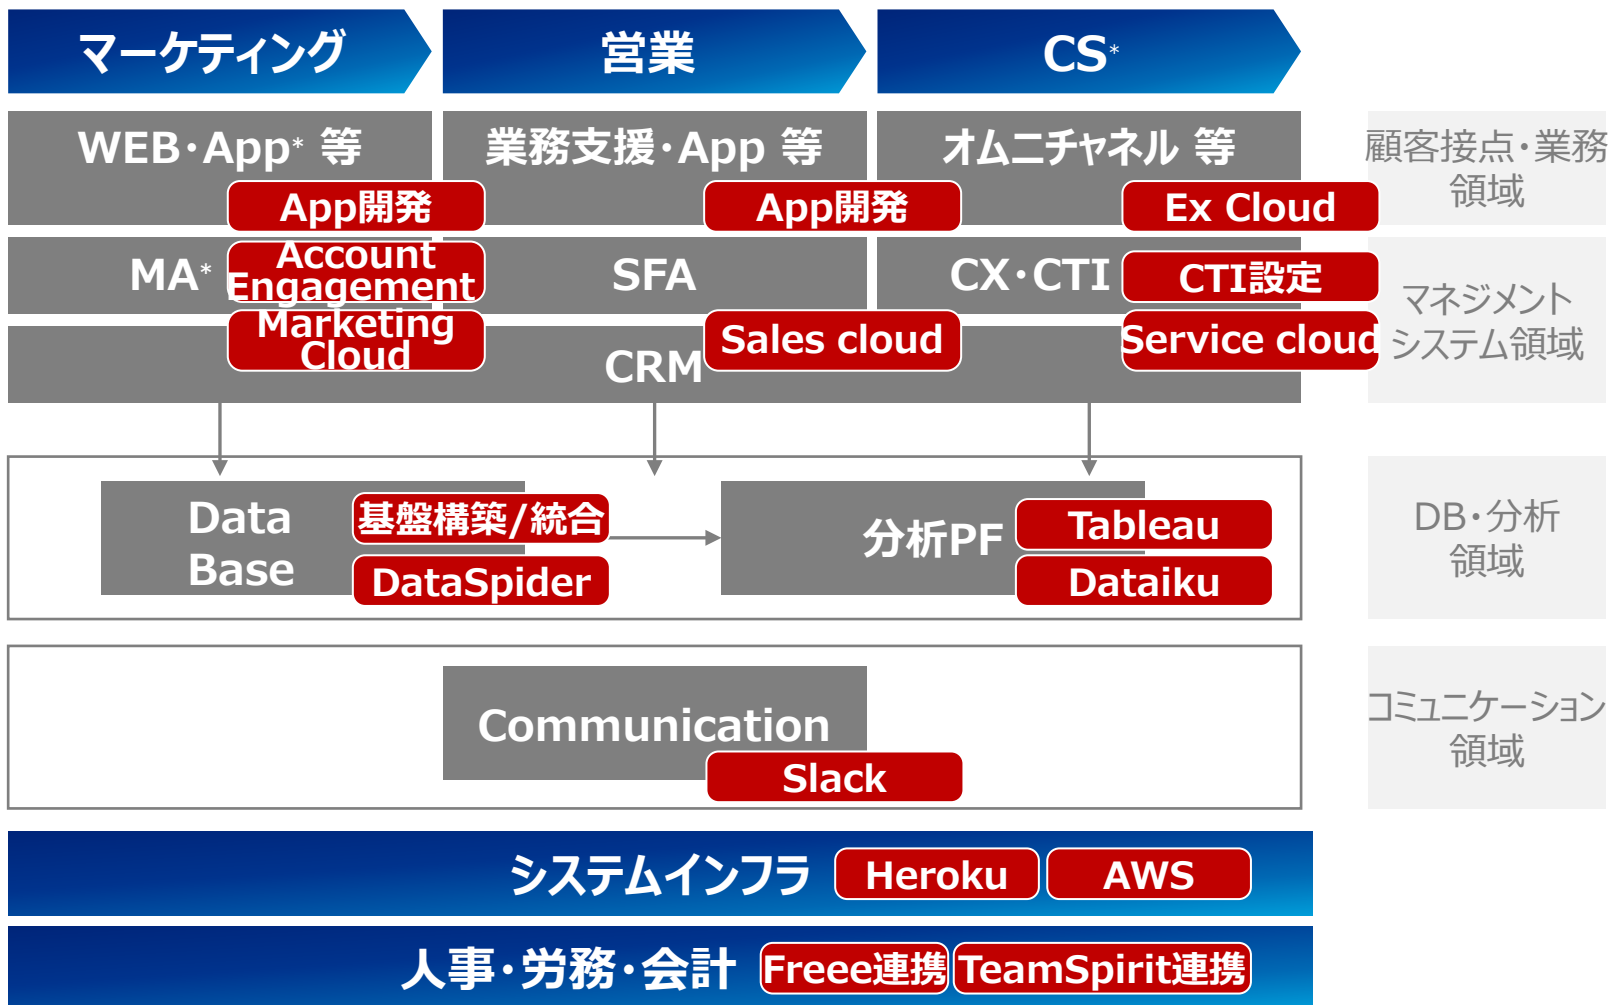 マーケティング
営業
CS*
WEB・App* 等
業務支援・App 等
オムニチャネル 等
顧客接点・業務
領域
App開発
App開発
Ex Cloud
MA*
Account
Engagement
SFA
CX・CTI
CTI設定
マネジメント
システム領域
Marketing
Cloud
Sales cloud
Service cloud
CRM
Data
Base
基盤構築/統合
DataSpider
分析PF
Tableau
Dataiku
DB・分析
領域
Communication
Slack
コミュニケーション
領域
システムインフラ
Heroku
AWS
人事・労務・会計
Freee連携
TeamSpirit連携